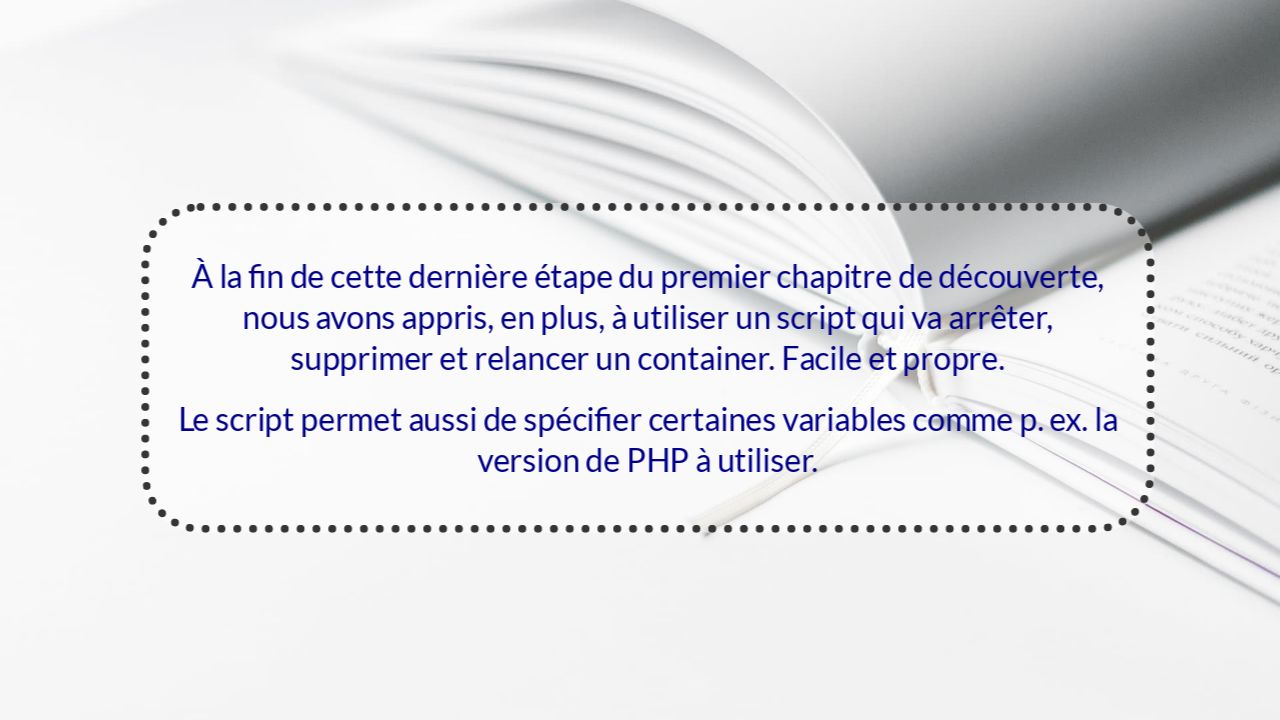 À la fin de cette dernière étape du premier chapitre de découverte,
nous avons appris, en plus, à utiliser un script qui va arrêter,
supprimer et relancer un container. Facile et propre.
Le script permet aussi de spécifier certaines variables comme p. ex. la
version de PHP à utiliser.